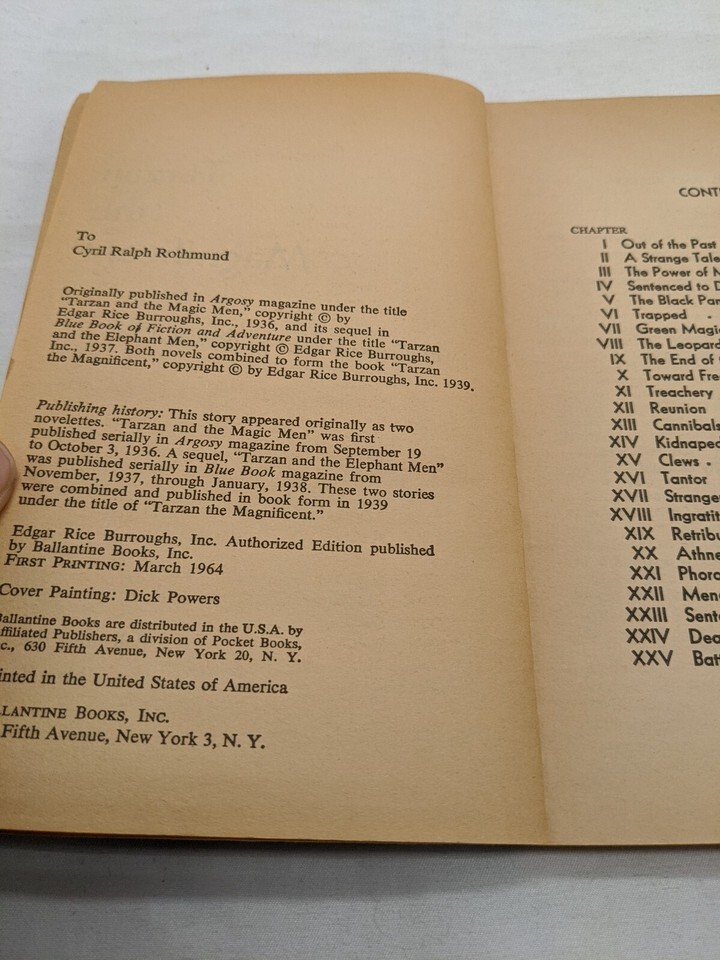 To
Cyril Ralph Rothmund
Originally published in Argosy magazine under the title
"Tarzan and the Magic Men," copyright © by
Edgar Rice Burroughs, Inc., 1936, and its sequel in
Blue Book of Fiction and Adventure under the title "Tarzan
and the Elephant Men," copyright © Edgar Rice Burroughs,
Inc., 1937. Both novels combined to form the book "Tarzan
the Magnificent," copyright © by Edgar Rice Burroughs, Inc. 1939.
Publishing history: This story appeared originally as two
novelettes. "Tarzan and the Magic Men" was first
published serially in Argosy magazine from September 19
to October 3, 1936. A sequel, "Tarzan and the Elephant Men"
was published serially in Blue Book magazine from
November, 1937, through January, 1938. These two stories
were combined and published in book form in 1939
under the title of "Tarzan the Magnificent."
Edgar Rice Burroughs, Inc. Authorized Edition published
by Ballantine Books, Inc.
FIRST PRINTING: March 1964
Cover Painting: Dick Powers
Ballantine Books are distributed in the U.S.A. by
ffiliated Publishers, a division of Pocket Books,
c., 630 Fifth Avenue, New York 20, N. Y.
inted in the United States of America
LLANTINE BOOKS, INC.
Fifth Avenue, New York 3, N. Y.
CONT
CHAPTER
I Out of the Past
II A Strange Tale
III The Power of
IV Sentenced to D
V The Black Pan
VI Trapped .
VII Green Magi
VIII The Leopard
IX The End of
X Toward Fre
XI Treachery
XII Reunion
XIII Cannibals
XIV Kidnaped
XV Clews .
XVI Tantor
XVII Strange
XVIII Ingratit
XIX Retribu
XX Athne
XXI Phoro
XXII Men
XXIII Sent
XXIV Dea
XXV Batt